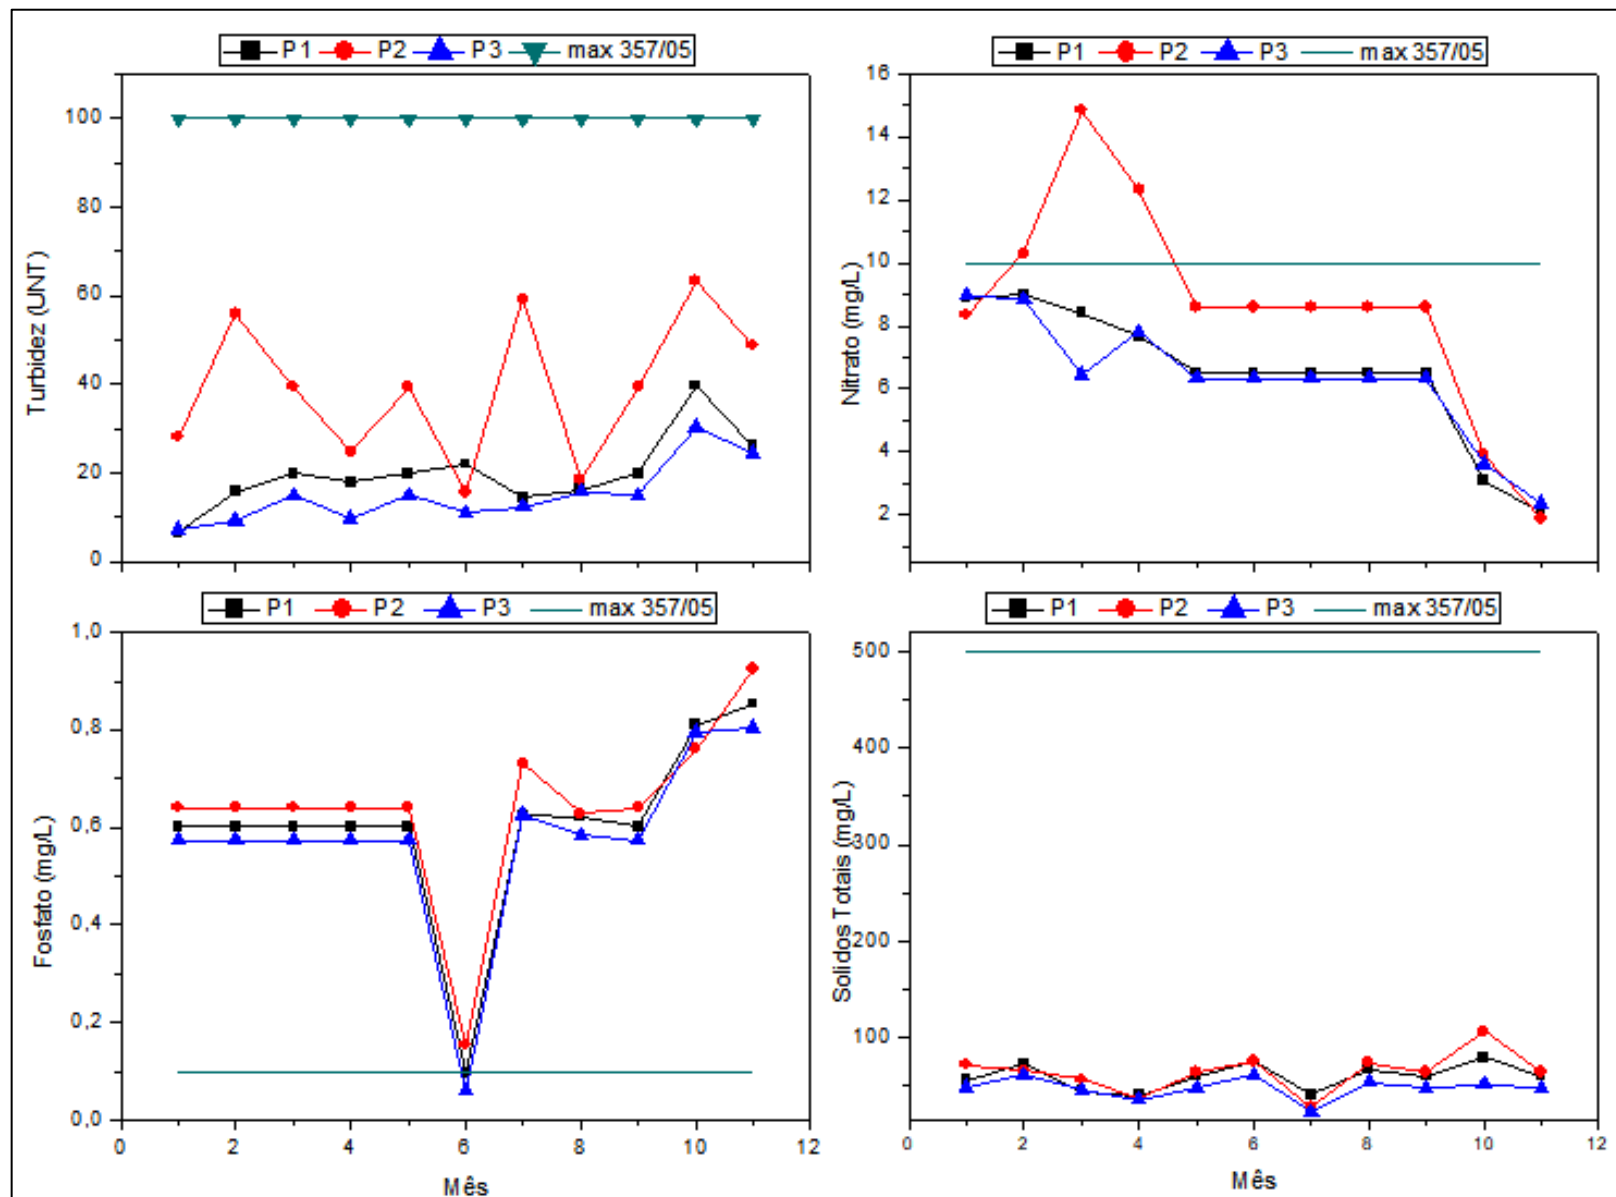 P1 P2 P3 max 357/05
100
80
60
40
20
0
Turbidez (UNT)
P1 P2 P3 max 357/05
16
14
12
10
8
6
4
2
Nitrato (mg/L)
P1 P2 P3 max 357/05
1,0
0,8
0,6
0,4
0,2
0,0
Fosfato (mg/L)
0 2 4 6 8 10 12
Mês
P1 P2 P3 max 357/05
500
400
300
200
100
Solidos Totais (mg/L)
0 2 4 6 8 10 12
Mês